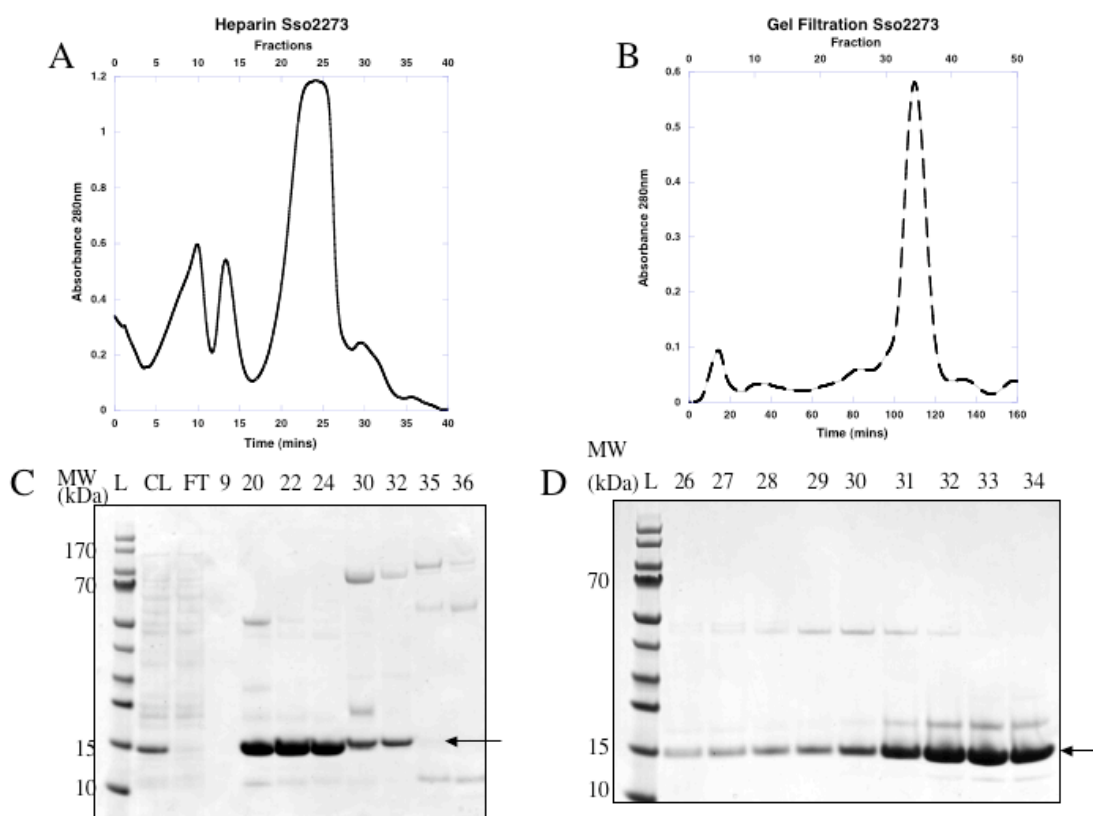 Heparin Sso2273
Fractions
A
0 5 10 15 20 25 30 35 40
1.2
1
0.8
0.6
0.4
0.2
0
Absorbance 280nm
0 5 10 15 20 25 30 35 40
Time (mins)
Gel Filtration Sso2273
Fraction
B
0 10 20 30 40 50
0.6
0.5
0.4
0.3
0.2
0.1
0
Absorbance 280nm
0 20 40 60 80 100 120 140 160
Time (mins)
C
MW
(kDa)
L CL FT 9 20 22 24 30 32 35 36
170
70
15
10
D
MW
(kDa) L 26 27 28 29 30 31 32 33 34
70
15
10